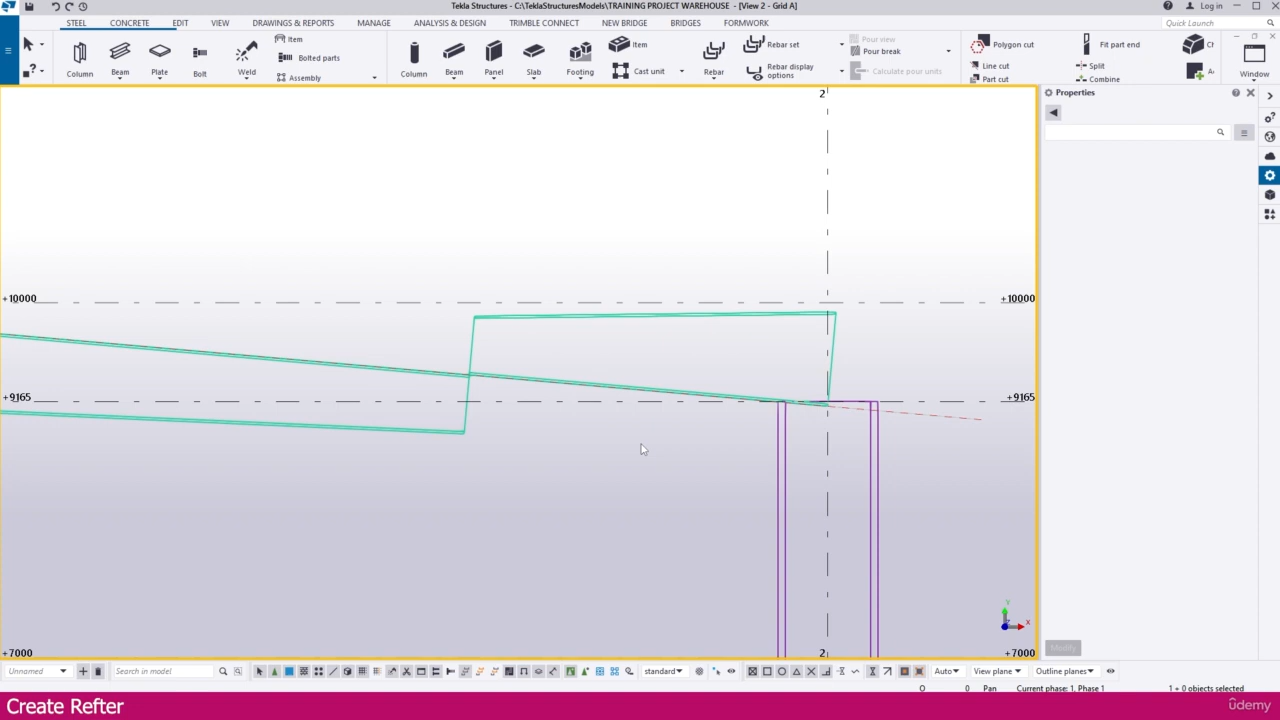 Tekla Structures - C:\TeklaStructuresModels\TRAINING PROJECT WAREHOUSE - [View 2 - Grid A]
Log in
STEEL CONCRETE EDIT VIEW DRAWINGS & REPORTS MANAGE ANALYSIS & DESIGN TRIMBLE CONNECT NEW BRIDGE BRIDGES FORMWORK
Quick Launch
Column Beam Plate Bolt Weld
Item
Bolted parts
Assembly
Column Beam Panel Slab Footing
Item
Cast unit
Rebar
Rebar set
Rebar display options
Pour view
Pour break
Calculate pour units
Polygon cut
Line cut
Part cut
Fit part end
Split
Combine
Window
Properties
2
+10000
+10000
+9165
+9165
+7000
2
+7000
Y
X
Modify
Unnamed
Search in model
standard
Auto
View plane
Outline planes
O 0 Pan Current phase: 1, Phase 1 1 + 0 objects selected
Create Refter
ûdemy